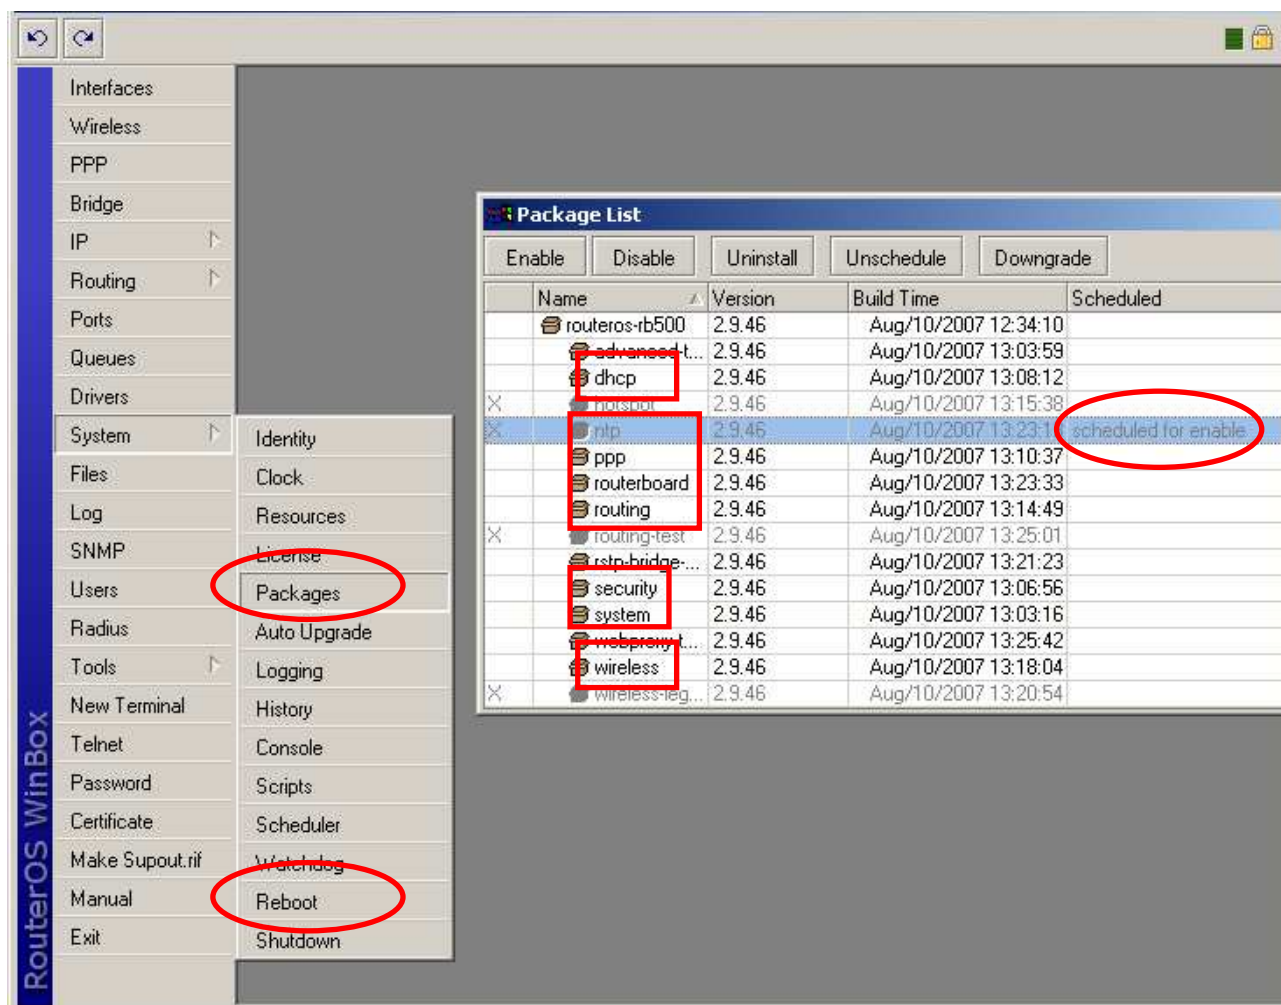 Interfaces
Wireless
PPP
Bridge
IP
Routing
Ports
Queues
Drivers
System
Files
Log
SNMP
Users
Radius
Tools
New Terminal
Telnet
Password
Certificate
Make Supout.rif
Manual
Exit
RouterOS WinBox
Identity
Clock
Resources
License
Packages
Auto Upgrade
Logging
History
Console
Scripts
Scheduler
Watchdog
Reboot
Shutdown
Package List
Enable Disable Uninstall Unschedule Downgrade
Name Version Build Time Scheduled
routeros-rb500 2.9.46 Aug/10/2007 12:34:10
advanced-t... 2.9.46 Aug/10/2007 13:03:59
dhcp 2.9.46 Aug/10/2007 13:08:12
X hotspot 2.9.46 Aug/10/2007 13:15:38
X ntp 2.9.46 Aug/10/2007 scheduled for enable
ppp 2.9.46 Aug/10/2007 13:10:37
routerboard 2.9.46 Aug/10/2007 13:23:33
routing 2.9.46 Aug/10/2007 13:14:49
X routing-test 2.9.46 Aug/10/2007 13:25:01
rstp-bridge-... 2.9.46 Aug/10/2007 13:21:23
security 2.9.46 Aug/10/2007 13:06:56
system 2.9.46 Aug/10/2007 13:03:16
webproxy-t... 2.9.46 Aug/10/2007 13:25:42
wireless 2.9.46 Aug/10/2007 13:18:04
X wireless-leg... 2.9.46 Aug/10/2007 13:20:54